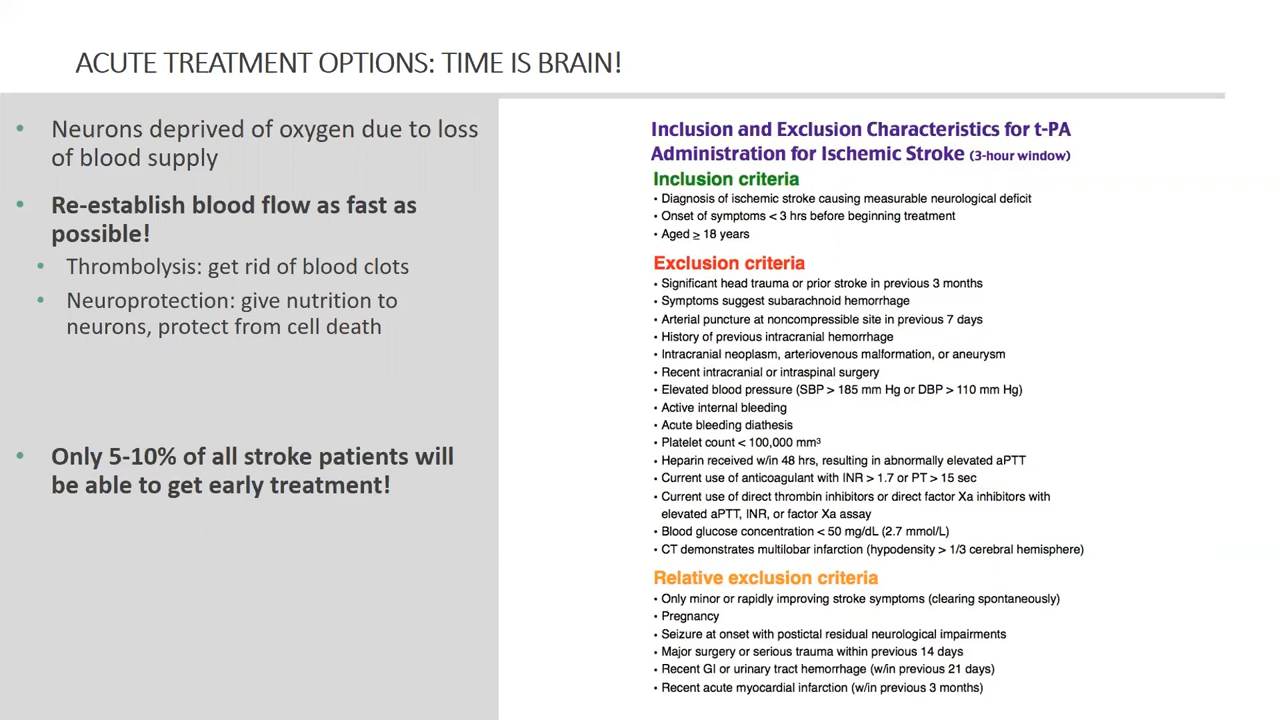 ACUTE TREATMENT OPTIONS: TIME IS BRAIN!
• Neurons deprived of oxygen due to loss
of blood supply
• Re-establish blood flow as fast as
possible!
• Thrombolysis: get rid of blood clots
• Neuroprotection: give nutrition to
neurons, protect from cell death
• Only 5-10% of all stroke patients will
be able to get early treatment!
Inclusion and Exclusion Characteristics for t-PA
Administration for Ischemic Stroke (3-hour window)
Inclusion criteria
• Diagnosis of ischemic stroke causing measurable neurological deficit
• Onset of symptoms < 3 hrs before beginning treatment
• Aged ≥ 18 years
Exclusion criteria
• Significant head trauma or prior stroke in previous 3 months
• Symptoms suggest subarachnoid hemorrhage
• Arterial puncture at noncompressible site in previous 7 days
• History of previous intracranial hemorrhage
• Intracranial neoplasm, arteriovenous malformation, or aneurysm
• Recent intracranial or intraspinal surgery
• Elevated blood pressure (SBP > 185 mm Hg or DBP > 110 mm Hg)
• Active internal bleeding
• Acute bleeding diathesis
• Platelet count < 100,000 mm³
• Heparin received w/in 48 hrs, resulting in abnormally elevated aPTT
• Current use of anticoagulant with INR > 1.7 or PT > 15 sec
• Current use of direct thrombin inhibitors or direct factor Xa inhibitors with
elevated aPTT, INR, or factor Xa assay
• Blood glucose concentration < 50 mg/dL (2.7 mmol/L)
• CT demonstrates multilobar infarction (hypodensity > 1/3 cerebral hemisphere)
Relative exclusion criteria
• Only minor or rapidly improving stroke symptoms (clearing spontaneously)
• Pregnancy
• Seizure at onset with postictal residual neurological impairments
• Major surgery or serious trauma within previous 14 days
• Recent GI or urinary tract hemorrhage (w/in previous 21 days)
• Recent acute myocardial infarction (w/in previous 3 months)